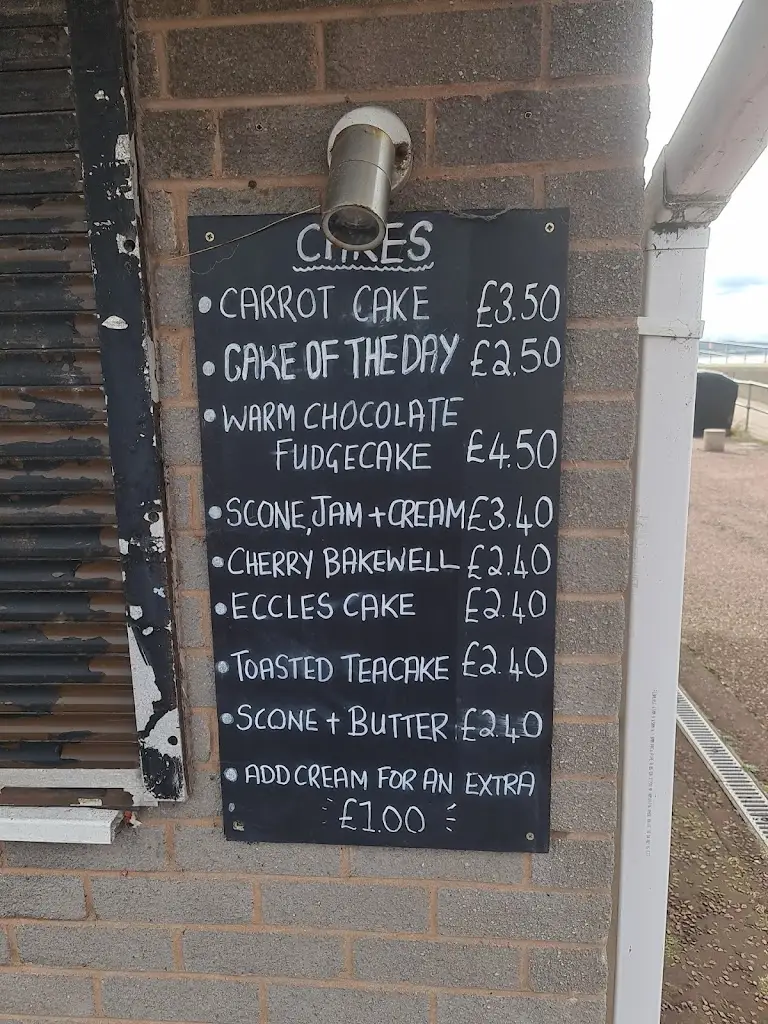 CAKES
• CARROT CAKE £3.50
• CAKE OF THE DAY £2.50
• WARM CHOCOLATE
FUDGECAKE £4.50
• SCONE, JAM + CREAM £3.40
• CHERRY BAKEWELL £2.40
• ECCLES CAKE £2.40
• TOASTED TEACAKE £2.40
• SCONE + BUTTER £2.40
• ADD CREAM FOR AN EXTRA
£1.00